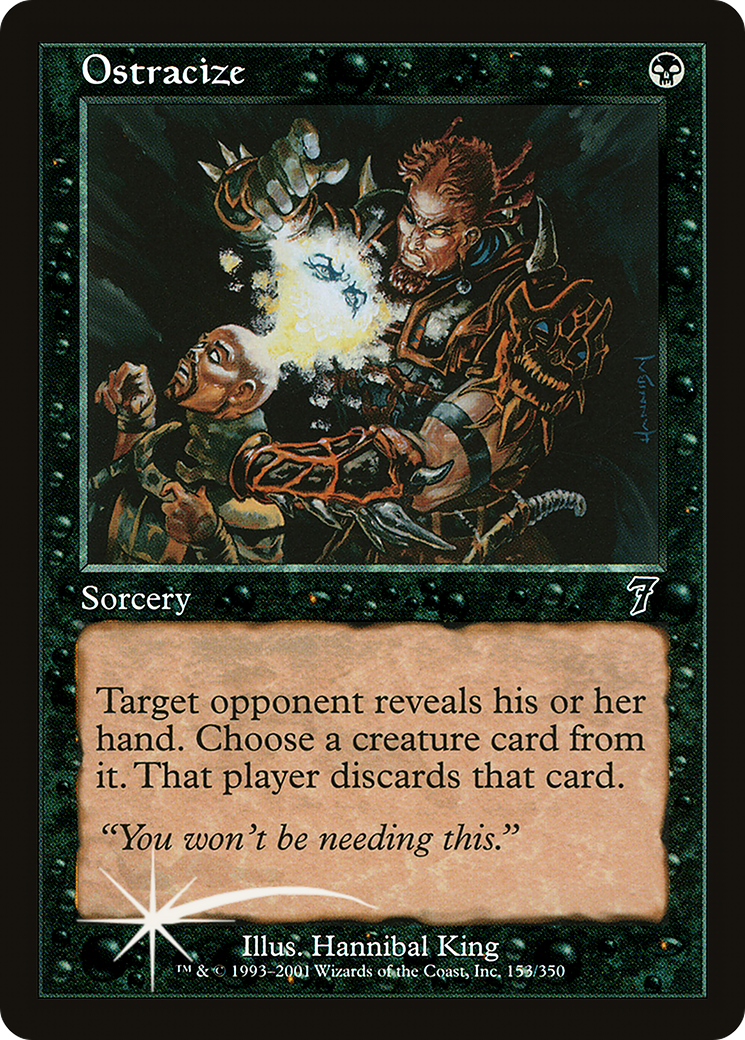 Ostracize
Sorcery
7
Target opponent reveals his or her
hand. Choose a creature card from
it. That player discards that card.
“You won’t be needing this.”
Illus. Hannibal King
™ & © 1993–2001 Wizards of the Coast, Inc. 153/350